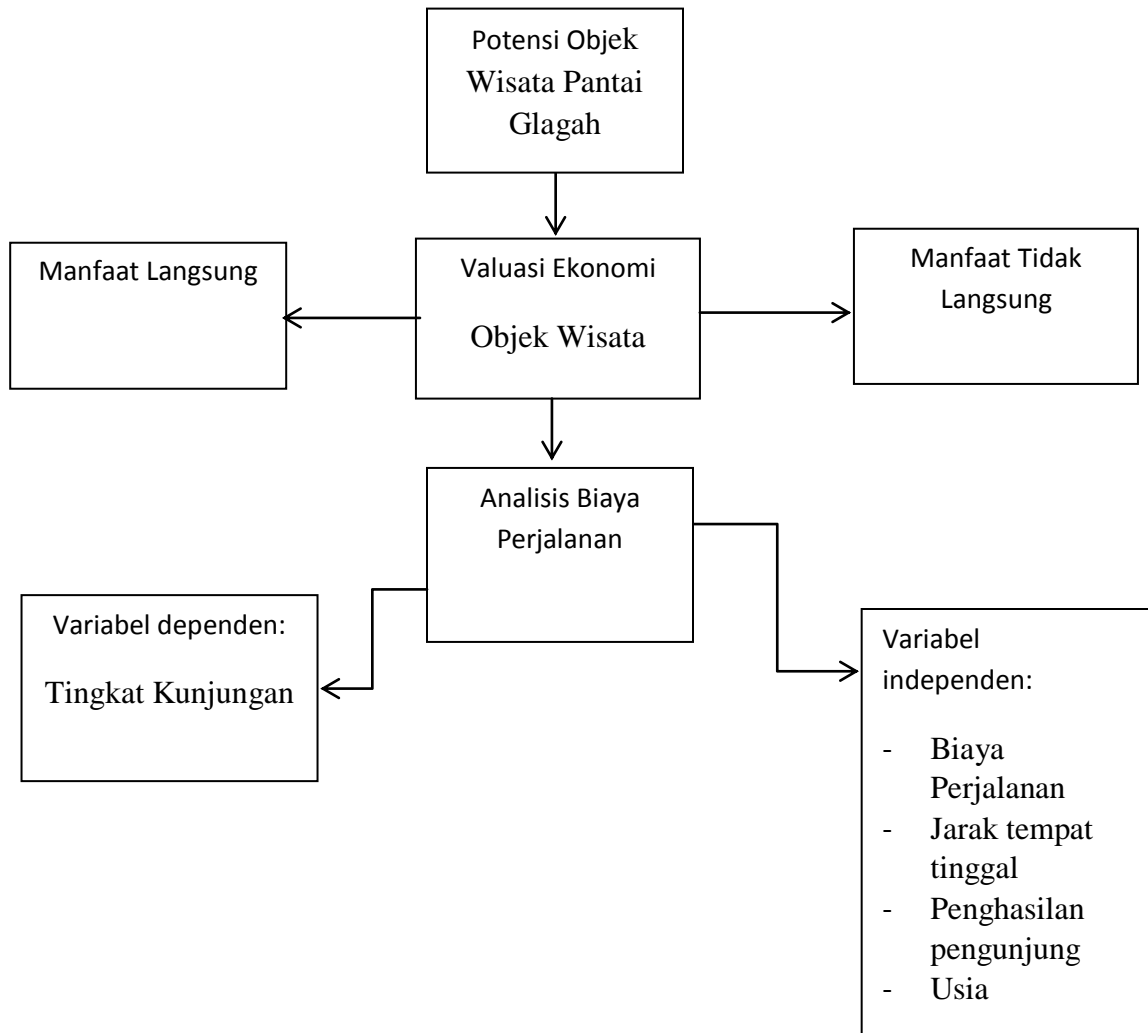 Potensi Objek
Wisata Pantai
Glagah
Manfaat Langsung
Valuasi Ekonomi
Objek Wisata
Manfaat Tidak
Langsung
Analisis Biaya
Perjalanan
Variabel dependen:
Tingkat Kunjungan
Variabel
independen:
- Biaya
Perjalanan
- Jarak tempat
tinggal
- Penghasilan
pengunjung
- Usia